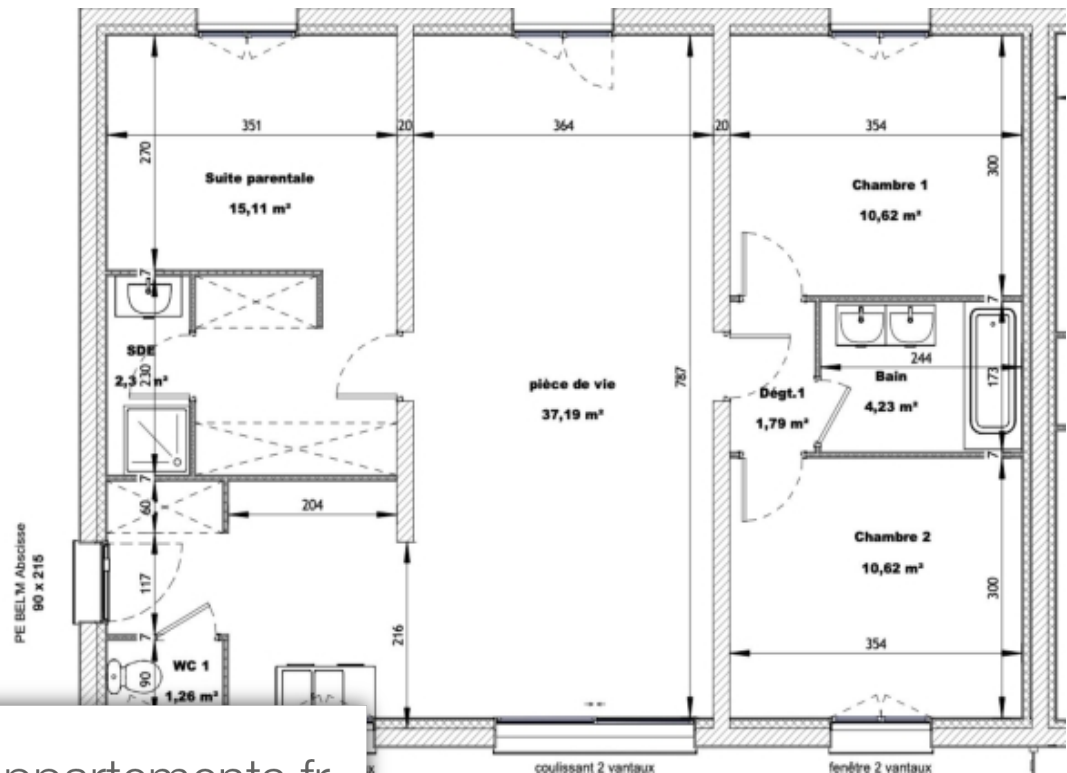 351
20
364
20
354
270
300
Suite parentale
15,11 m²
Chambre 1
10,62 m²
7
7
SDE
2,3 m²
230
244
173
pièce de vie
37,19 m²
787
Bain
4,23 m²
Dégt.1
1,79 m²
7
7
60
204
PE BEL'M Abscisse
90 x 215
117
Chambre 2
10,62 m²
300
7
216
354
WC 1
1,26 m²
90
coulissant 2 vantaux
fenêtre 2 vantaux